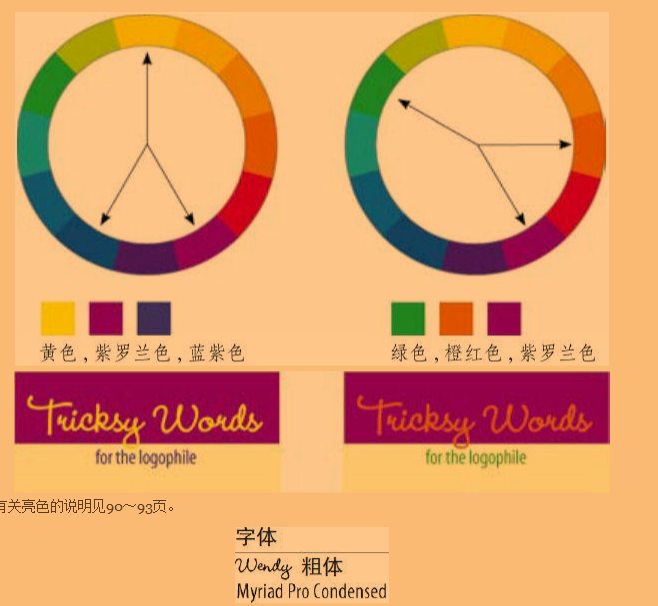 黄色,紫罗兰色,蓝紫色
绿色,橙红色,紫罗兰色
Tricksy Words
for the logophile
Tricksy Words
for the logophile
有关亮色的说明见90～93页。
字体
Wendy 粗体
Myriad Pro Condensed